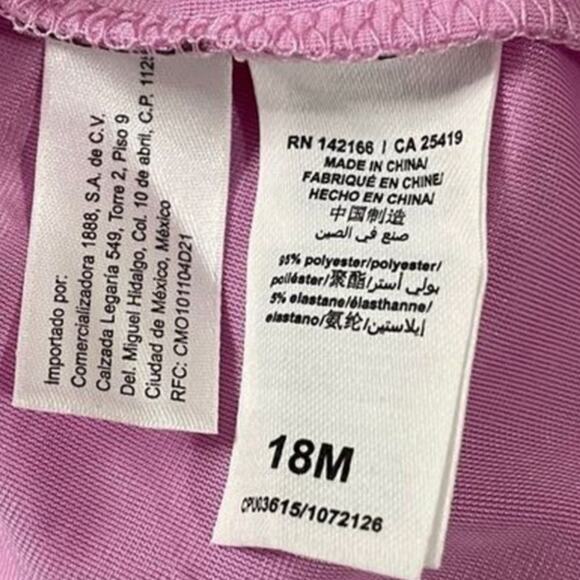 Importado por:
Comercializadora 1888, S.A. de C.V.
Calzada Legaria 549, Torre 2, Piso 9
Del. Miguel Hidalgo, Col. 10 de abril, C.P.
Ciudad de México, México
RFC: CMO101104D21
RN 142166 | CA 25419
MADE IN CHINA/
FABRIQUÉ EN CHINE/
HECHO EN CHINA/
中国制造
صنع في الصين
95% polyester/polyester/
poliéster/聚酯/بولي أستر/
5% elastane/élasthanne/
elastano/氨纶/إيلاستين/
18M
CPU03615/1072126